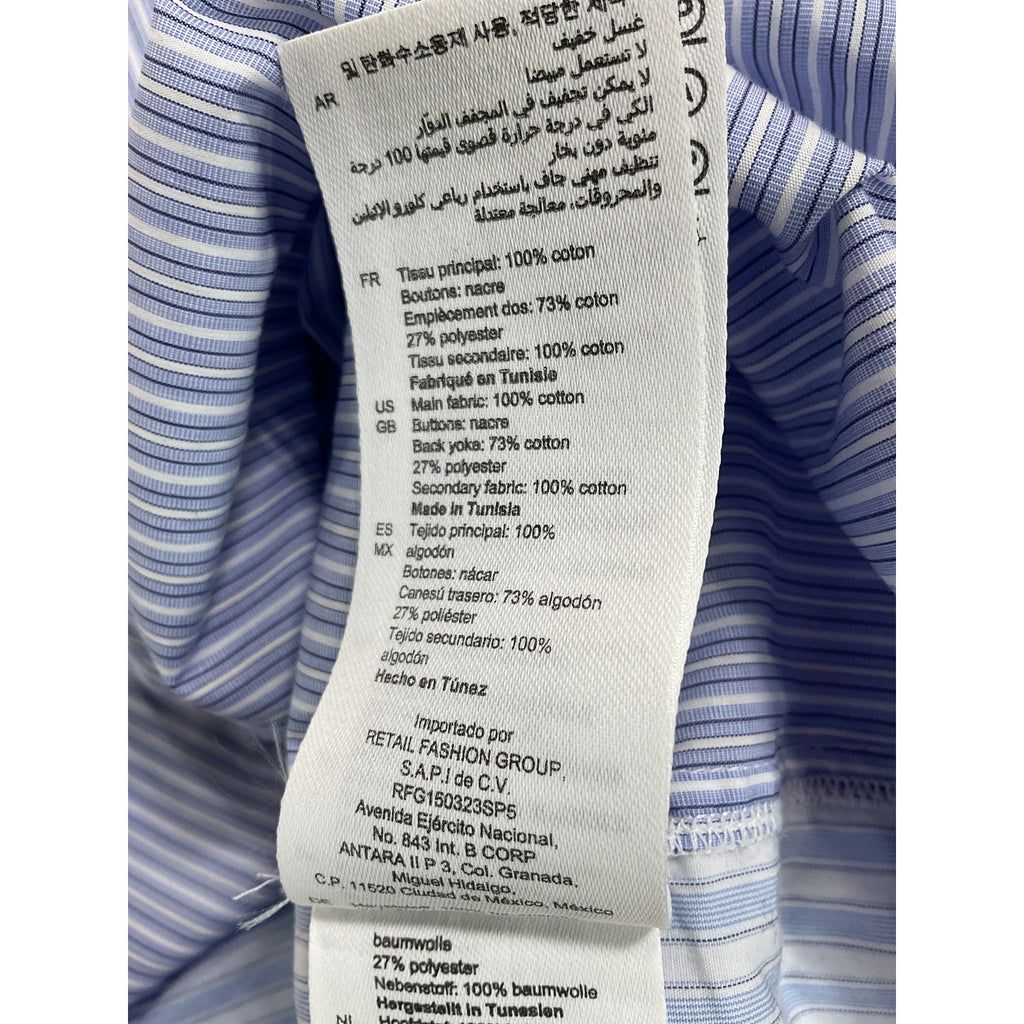 및 탄화수소용제 사용, 적당한
AR
غسل خفيف
لا تستعمل مبيضا
لا يمكن تجفيف في المجفف الدوّار
الكي في درجة حرارة قصوى قيمتها 100 درجة
مئوية دون بخار
تنظيف مهني جاف باستخدام رباعي كلورو الإثيلين
والمحروقات، معالجة معتدلة
FR Tissu principal: 100% coton
Boutons: nacre
Emplècement dos: 73% coton
27% polyester
Tissu secondaire: 100% coton
Fabriqué en Tunisie
US Main fabric: 100% cotton
GB Buttons: nacre
Back yoke: 73% cotton
27% polyester
Secondary fabric: 100% cotton
Made in Tunisia
ES Tejido principal: 100%
MX algodón
Botones: nácar
Canesú trasero: 73% algodón
27% poliéster
Tejido secundario: 100%
algodón
Hecho en Túnez
Importado por
RETAIL FASHION GROUP,
S.A.P.I de C.V.
RFG150323SP5
Avenida Ejército Nacional,
No. 843 Int. B CORP
ANTARA II P 3, Col. Granada,
Miguel Hidalgo,
C.P. 11520 Ciudad de México, México
baumwolle
27% polyester
Nebenstoff: 100% baumwolle
Hergestellt in Tunesien
NL